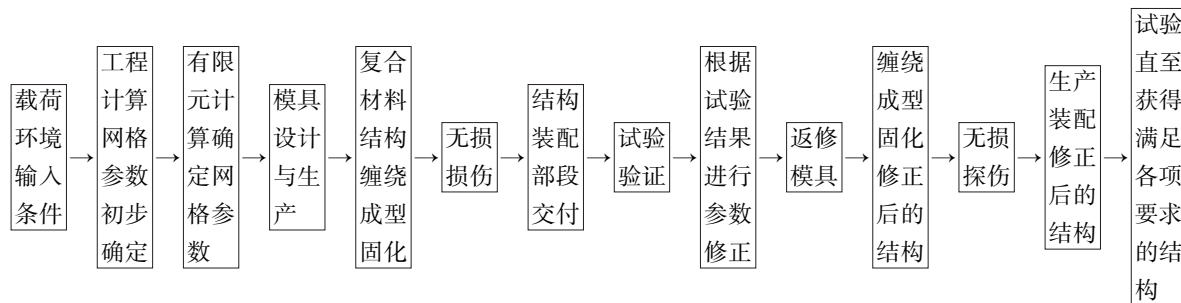 载荷
环境
输入
条件
工程
计算
网格
参数
初步
确定
有限
元计
算确
定网
格参
数
模具
设计
与生
产
复合
材料
结构
缠绕
成型
固化
无损
损伤
结构
装配
部段
交付
试验
验证
根据
试验
结果
进行
参数
修正
返修
模具
缠绕
成型
固化
修正
后的
结构
无损
探伤
生产
装配
修正
后的
结构
试验
直至
获得
满足
各项
要求
的结
构